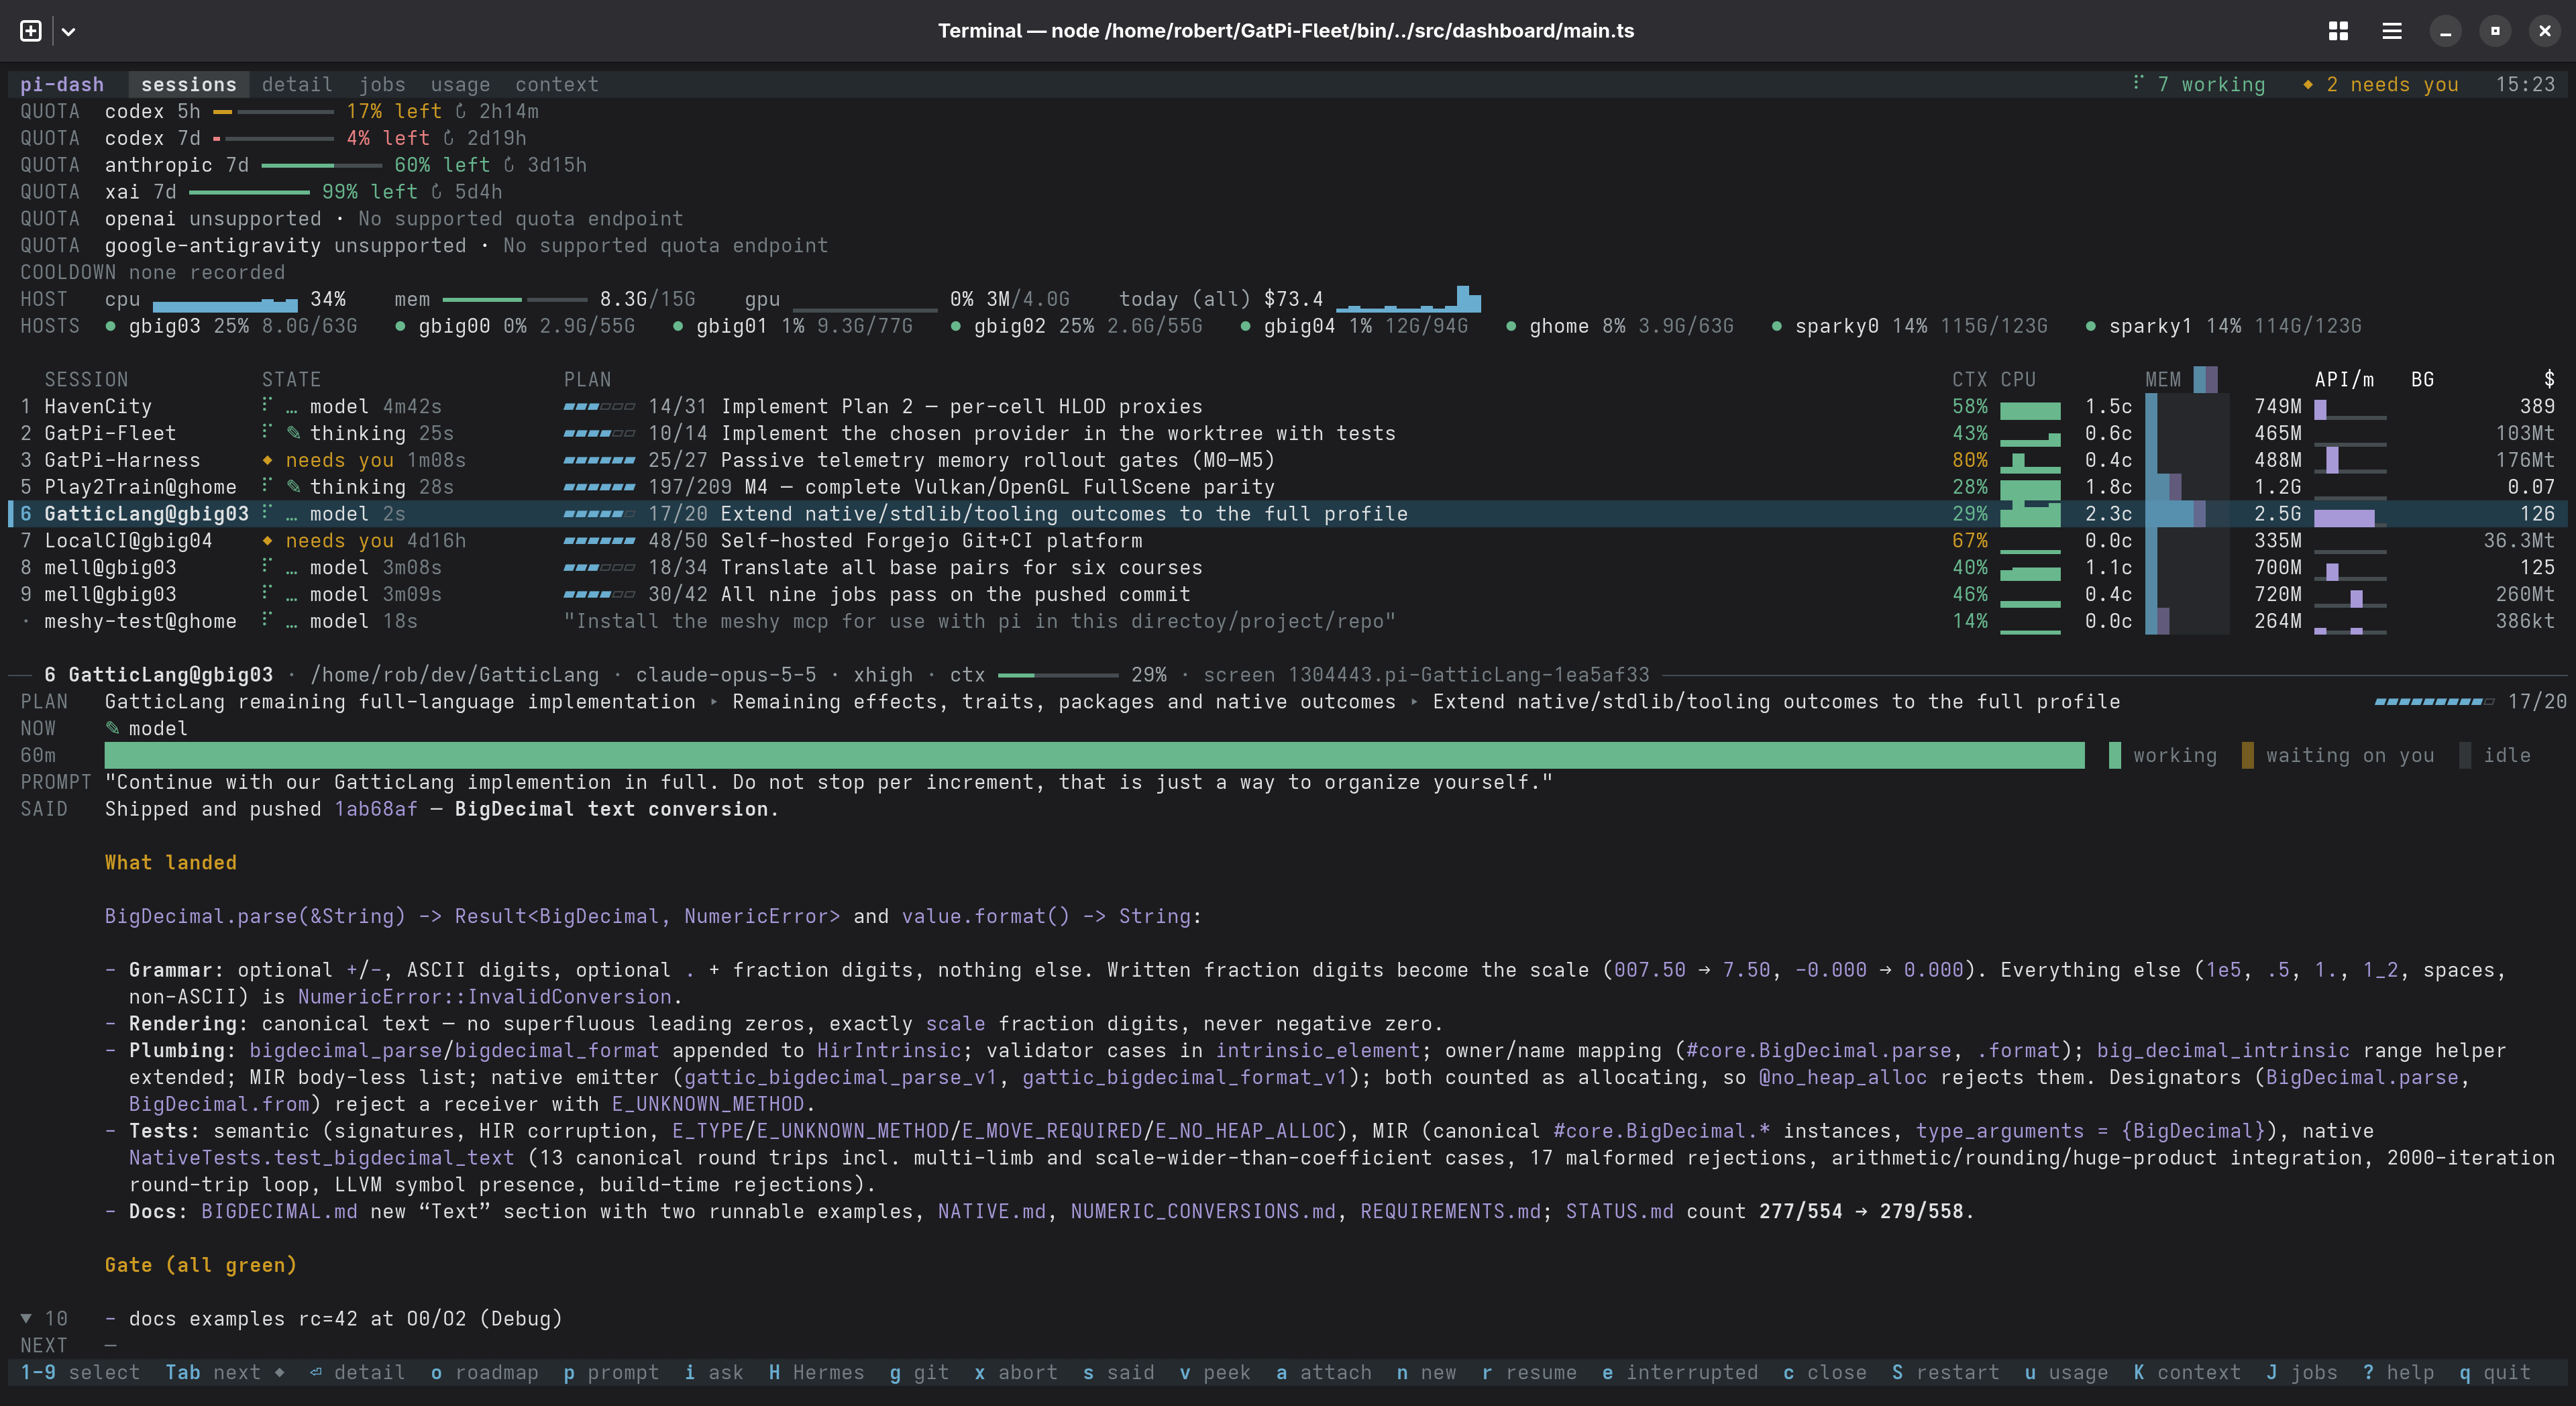 Terminal — node /home/robert/GatPi-Fleet/bin/../src/dashboard/main.ts
pi-dash sessions detail jobs usage context ⠋ 7 working ◆ 2 needs you 15:23
QUOTA codex 5h 17% left ↻ 2h14m
QUOTA codex 7d 4% left ↻ 2d19h
QUOTA anthropic 7d 60% left ↻ 3d15h
QUOTA xai 7d 99% left ↻ 5d4h
QUOTA openai unsupported · No supported quota endpoint
QUOTA google-antigravity unsupported · No supported quota endpoint
COOLDOWN none recorded
HOST cpu 34% mem 8.3G/15G gpu 0% 3M/4.0G today (all) $73.4
HOSTS ● gbig03 25% 8.0G/63G ● gbig00 0% 2.9G/55G ● gbig01 1% 9.3G/77G ● gbig02 25% 2.6G/55G ● gbig04 1% 12G/94G ● ghome 8% 3.9G/63G ● sparky0 14% 115G/123G ● sparky1 14% 114G/123G
SESSION STATE PLAN CTX CPU MEM API/m BG $
1 HavenCity … model 4m42s 14/31 Implement Plan 2 — per-cell HLOD proxies 58% 1.5c 749M 389
2 GatPi-Fleet ✎ thinking 25s 10/14 Implement the chosen provider in the worktree with tests 43% 0.6c 465M 103Mt
3 GatPi-Harness ◆ needs you 1m08s 25/27 Passive telemetry memory rollout gates (M0–M5) 80% 0.4c 488M 176Mt
5 Play2Train@ghome ✎ thinking 28s 197/209 M4 — complete Vulkan/OpenGL FullScene parity 28% 1.8c 1.2G 0.07
6 GatticLang@gbig03 … model 2s 17/20 Extend native/stdlib/tooling outcomes to the full profile 29% 2.3c 2.5G 126
7 LocalCI@gbig04 ◆ needs you 4d16h 48/50 Self-hosted Forgejo Git+CI platform 67% 0.0c 335M 36.3Mt
8 mell@gbig03 … model 3m08s 18/34 Translate all base pairs for six courses 40% 1.1c 700M 125
9 mell@gbig03 … model 3m09s 30/42 All nine jobs pass on the pushed commit 46% 0.4c 720M 260Mt
· meshy-test@ghome … model 18s "Install the meshy mcp for use with pi in this directoy/project/repo" 14% 0.0c 264M 386kt
6 GatticLang@gbig03 · /home/rob/dev/GatticLang · claude-opus-5-5 · xhigh · ctx 29% · screen 1304443.pi-GatticLang-1ea5af33
PLAN GatticLang remaining full-language implementation ▸ Remaining effects, traits, packages and native outcomes ▸ Extend native/stdlib/tooling outcomes to the full profile 17/20
NOW ✎ model
60m working waiting on you idle
PROMPT "Continue with our GatticLang implemention in full. Do not stop per increment, that is just a way to organize yourself."
SAID Shipped and pushed 1ab68af — BigDecimal text conversion.
What landed
BigDecimal.parse(&String) -> Result<BigDecimal, NumericError> and value.format() -> String:
- Grammar: optional +/-, ASCII digits, optional . + fraction digits, nothing else. Written fraction digits become the scale (007.50 → 7.50, -0.000 → 0.000). Everything else (1e5, .5, 1., 1_2, spaces,
non-ASCII) is NumericError::InvalidConversion.
- Rendering: canonical text — no superfluous leading zeros, exactly scale fraction digits, never negative zero.
- Plumbing: bigdecimal_parse/bigdecimal_format appended to HirIntrinsic; validator cases in intrinsic_element; owner/name mapping (#core.BigDecimal.parse, .format); big_decimal_intrinsic range helper
extended; MIR body-less list; native emitter (gattic_bigdecimal_parse_v1, gattic_bigdecimal_format_v1); both counted as allocating, so @no_heap_alloc rejects them. Designators (BigDecimal.parse,
BigDecimal.from) reject a receiver with E_UNKNOWN_METHOD.
- Tests: semantic (signatures, HIR corruption, E_TYPE/E_UNKNOWN_METHOD/E_MOVE_REQUIRED/E_NO_HEAP_ALLOC), MIR (canonical #core.BigDecimal.* instances, type_arguments = {BigDecimal}), native
NativeTests.test_bigdecimal_text (13 canonical round trips incl. multi-limb and scale-wider-than-coefficient cases, 17 malformed rejections, arithmetic/rounding/huge-product integration, 2000-iteration
round-trip loop, LLVM symbol presence, build-time rejections).
- Docs: BIGDECIMAL.md new “Text” section with two runnable examples, NATIVE.md, NUMERIC_CONVERSIONS.md, REQUIREMENTS.md; STATUS.md count 277/554 → 279/558.
Gate (all green)
▼ 10 - docs examples rc=42 at O0/O2 (Debug)
NEXT —
1-9 select Tab next ◆ ⏎ detail o roadmap p prompt i ask H Hermes g git x abort s said v peek a attach n new r resume e interrupted c close S restart u usage K context J jobs ? help q quit